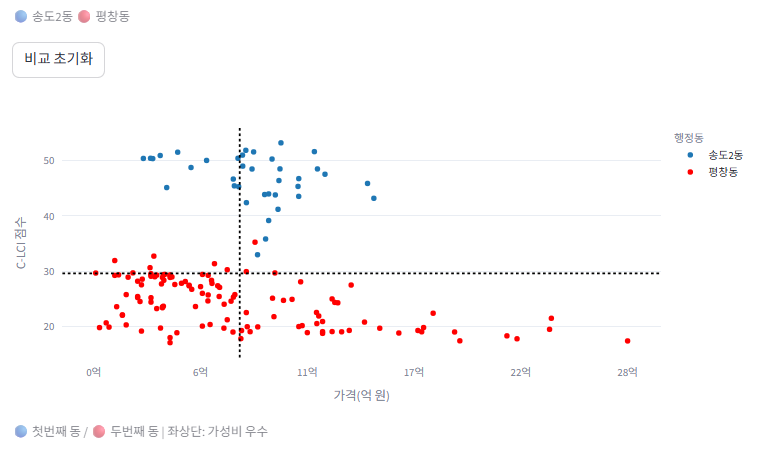 송도2동 평창동
비교 초기화
행정동
송도2동
평창동
C-LCI 점수
50
40
30
20
0억 6억 11억 17억 22억 28억
가격(억 원)
첫번째 동 / 두번째 동 | 좌상단: 가성비 우수